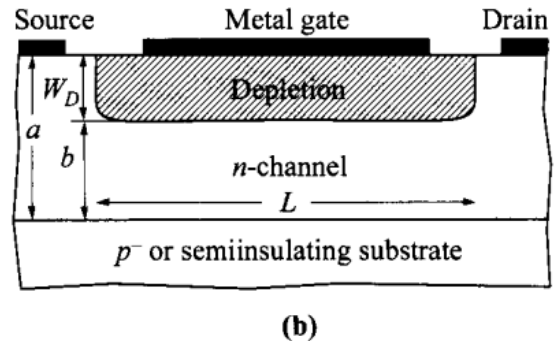 Source Metal gate Drain
W_D
Depletion
a
b
n-channel
L
p⁻ or semiinsulating substrate
(b)